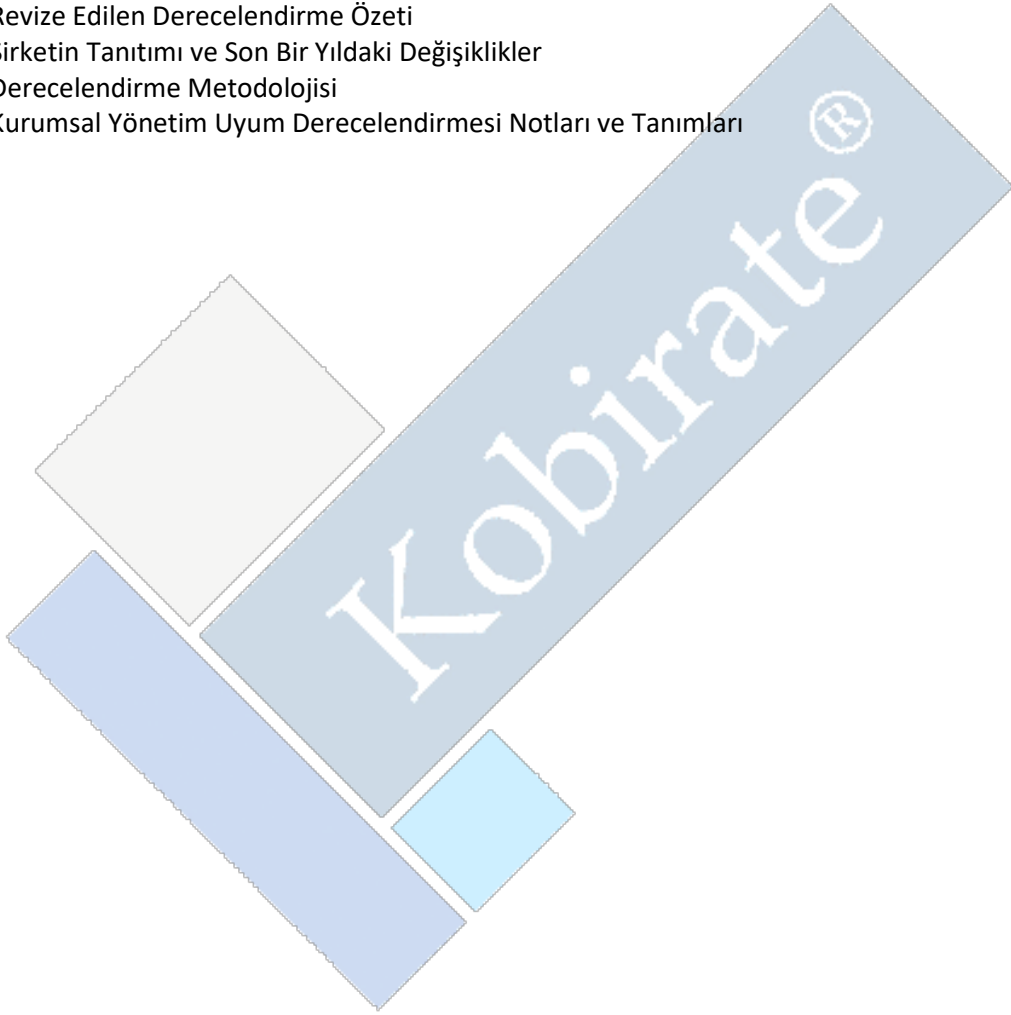 Revize Edilen Derecelendirme Özeti
Şirketin Tanıtımı ve Son Bir Yıldaki Değişiklikler
Derecelendirme Metodolojisi
Kurumsal Yönetim Uyum Derecelendirmesi Notları ve Tanımları
Kobirate®